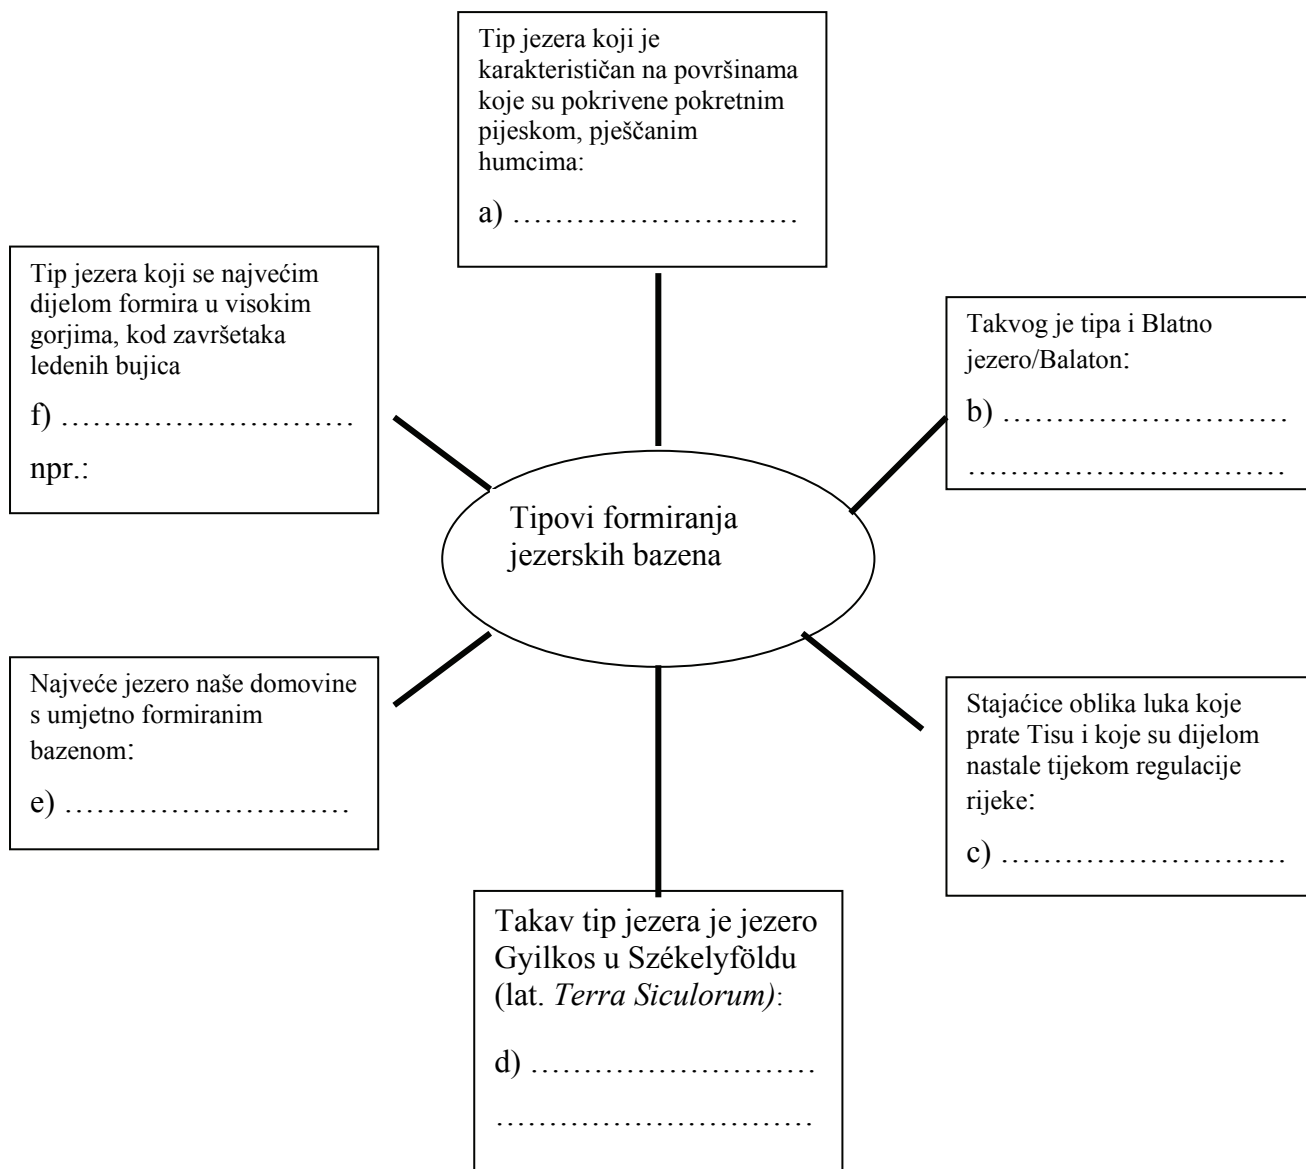 Tip jezera koji je
karakterističan na površinama
koje su pokrivene pokretnim
pijeskom, pješčanim
humcima:
a) ………………………
Tip jezera koji se najvećim
dijelom formira u visokim
gorjima, kod završetaka
ledenih bujica
f) …….…………………
npr.:
Takvog je tipa i Blatno
jezero/Balaton:
b) ………………………
…………………………
Tipovi formiranja
jezerskih bazena
Najveće jezero naše domovine
s umjetno formiranim
bazenom:
e) ………………………
Stajaćice oblika luka koje
prate Tisu i koje su dijelom
nastale tijekom regulacije
rijeke:
c) ………………………
Takav tip jezera je jezero
Gyilkos u Székelyföldu
(lat. Terra Siculorum):
d) ………………………
…………………………